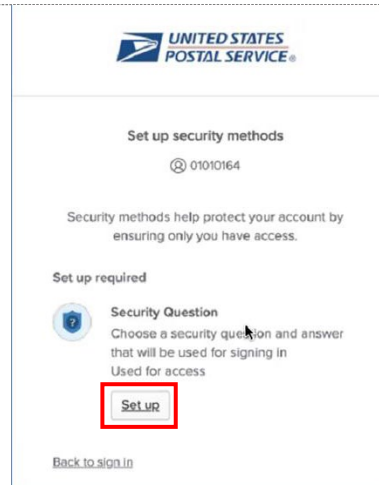 UNITED STATES
POSTAL SERVICE®
Set up security methods
01010164
Security methods help protect your account by
ensuring only you have access.
Set up required
Security Question
Choose a security question and answer
that will be used for signing in
Used for access
Set up
Back to sign in